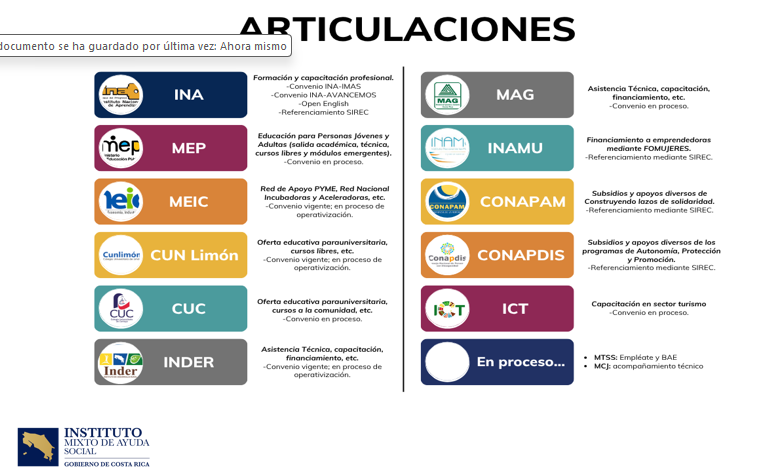 ARTICULACIONES
documento se ha guardado por última vez: Ahora mismo
INA
Formación y capacitación profesional.
-Convenio INA-IMAS
-Convenio INA-AVANCEMOS
-Open English
-Referenciamiento SIREC
mep
MEP
Educación para Personas Jóvenes y
Adultas (salida académica, técnica,
cursos libres y módulos emergentes).
-Convenio en proceso.
MEIC
Red de Apoyo PYME, Red Nacional
Incubadoras y Aceleradoras, etc.
-Convenio vigente; en proceso de
operativización.
Cunlimón
CUN Limón
Oferta educativa parauniversitaria,
cursos libres, etc.
-Convenio vigente; en proceso de
operativización.
CUC
CUC
Oferta educativa parauniversitaria,
cursos a la comunidad, etc.
-Convenio en proceso.
Inder
INDER
Asistencia Técnica, capacitación,
financiamiento, etc.
-Convenio vigente; en proceso de
operativización.
MAG
MAG
Asistencia Técnica, capacitación,
financiamiento, etc.
-Convenio en proceso.
INAMU
Financiamiento a emprendedoras
mediante FOMUJERES.
-Referenciamiento mediante SIREC.
CONAPAM
CONAPAM
Subsidios y apoyos diversos de
Construyendo lazos de solidaridad.
-Referenciamiento mediante SIREC.
Conapdis
CONAPDIS
Subsidios y apoyos diversos de los
programas de Autonomía, Protección
y Promoción.
-Referenciamiento mediante SIREC.
ICT
ICT
Capacitación en sector turismo
-Convenio en proceso.
En proceso...
• MTSS: Empléate y BAE
• MCJ: acompañamiento técnico
INSTITUTO
MIXTO DE AYUDA
SOCIAL
GOBIERNO DE COSTA RICA